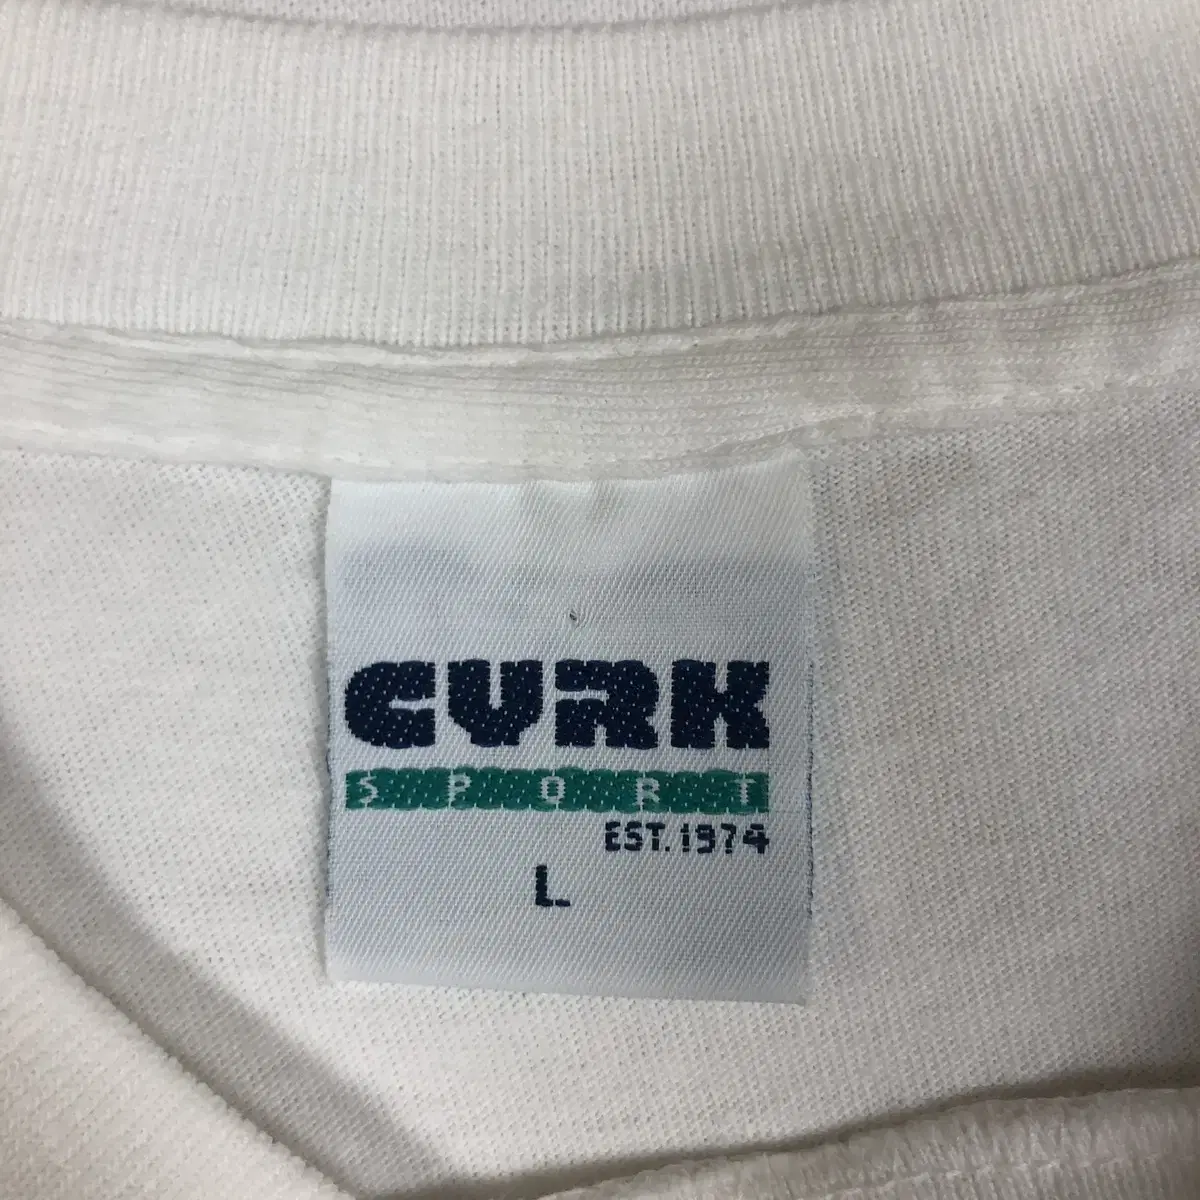 CVRK
SPORT
EST. 1974
L